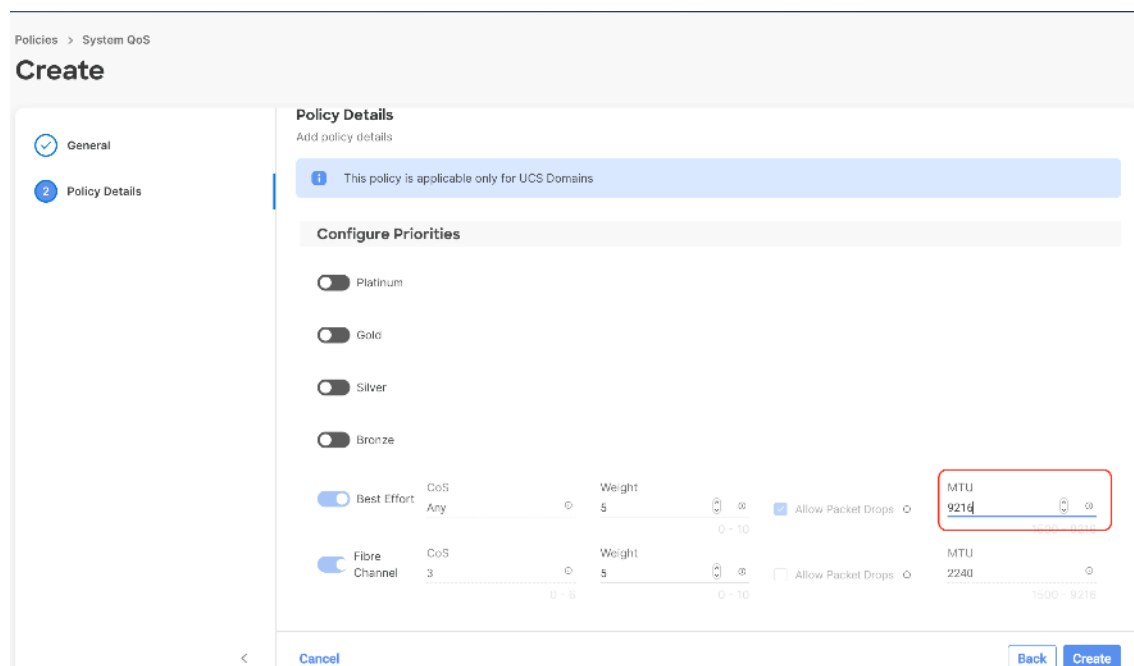 Policies > System QoS
Create
General
2 Policy Details
Policy Details
Add policy details
This policy is applicable only for UCS Domains
Configure Priorities
Platinum
Gold
Silver
Bronze
Best Effort
CoS
Any
Weight
5
0 - 10
Allow Packet Drops
MTU
9216
1500 - 9216
Fibre
Channel
CoS
3
0 - 6
Weight
5
0 - 10
Allow Packet Drops
MTU
2240
1500 - 9216
<
Cancel
Back
Create